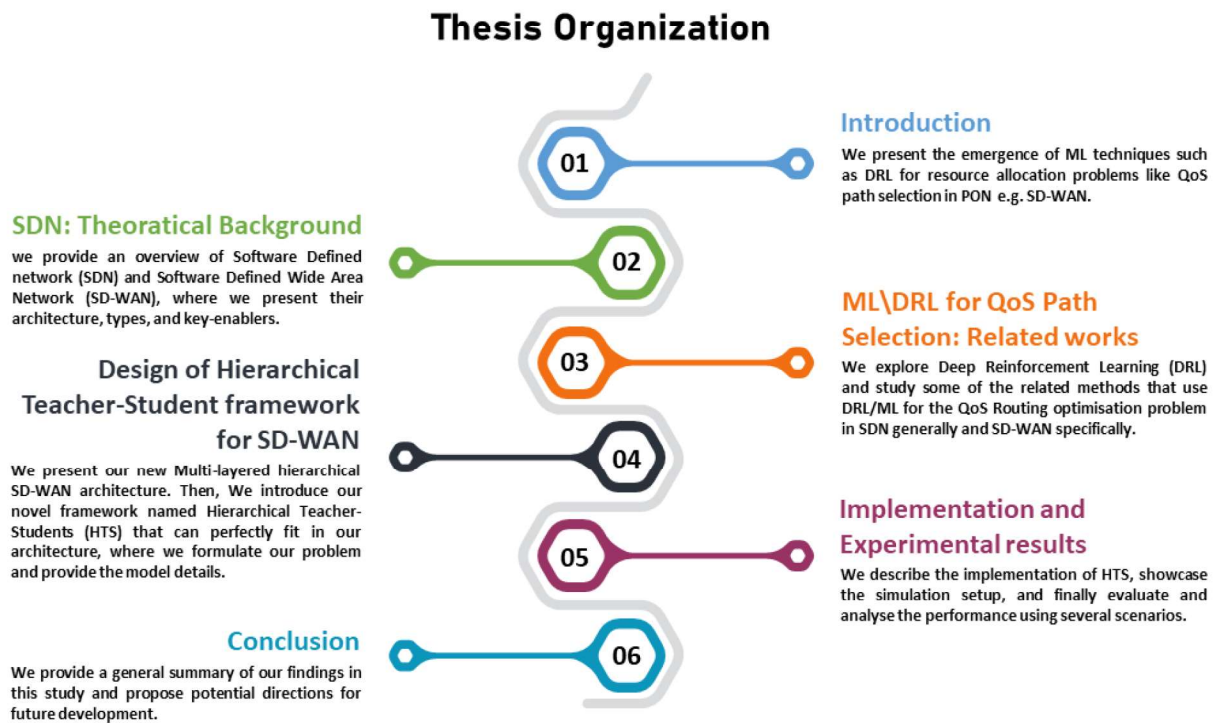 Thesis Organization
01
Introduction
We present the emergence of ML techniques such
as DRL for resource allocation problems like QoS
path selection in PON e.g. SD-WAN.
SDN: Theoratical Background
we provide an overview of Software Defined
network (SDN) and Software Defined Wide Area
Network (SD-WAN), where we present their
architecture, types, and key-enablers.
02
03
ML\DRL for QoS Path
Selection: Related works
We explore Deep Reinforcement Learning (DRL)
and study some of the related methods that use
DRL/ML for the QoS Routing optimisation problem
in SDN generally and SD-WAN specifically.
Design of Hierarchical
Teacher-Student framework
for SD-WAN
We present our new Multi-layered hierarchical
SD-WAN architecture. Then, We introduce our
novel framework named Hierarchical Teacher-
Students (HTS) that can perfectly fit in our
architecture, where we formulate our problem
and provide the model details.
04
05
Implementation and
Experimental results
We describe the implementation of HTS, showcase
the simulation setup, and finally evaluate and
analyse the performance using several scenarios.
Conclusion
We provide a general summary of our findings in
this study and propose potential directions for
future development.
06